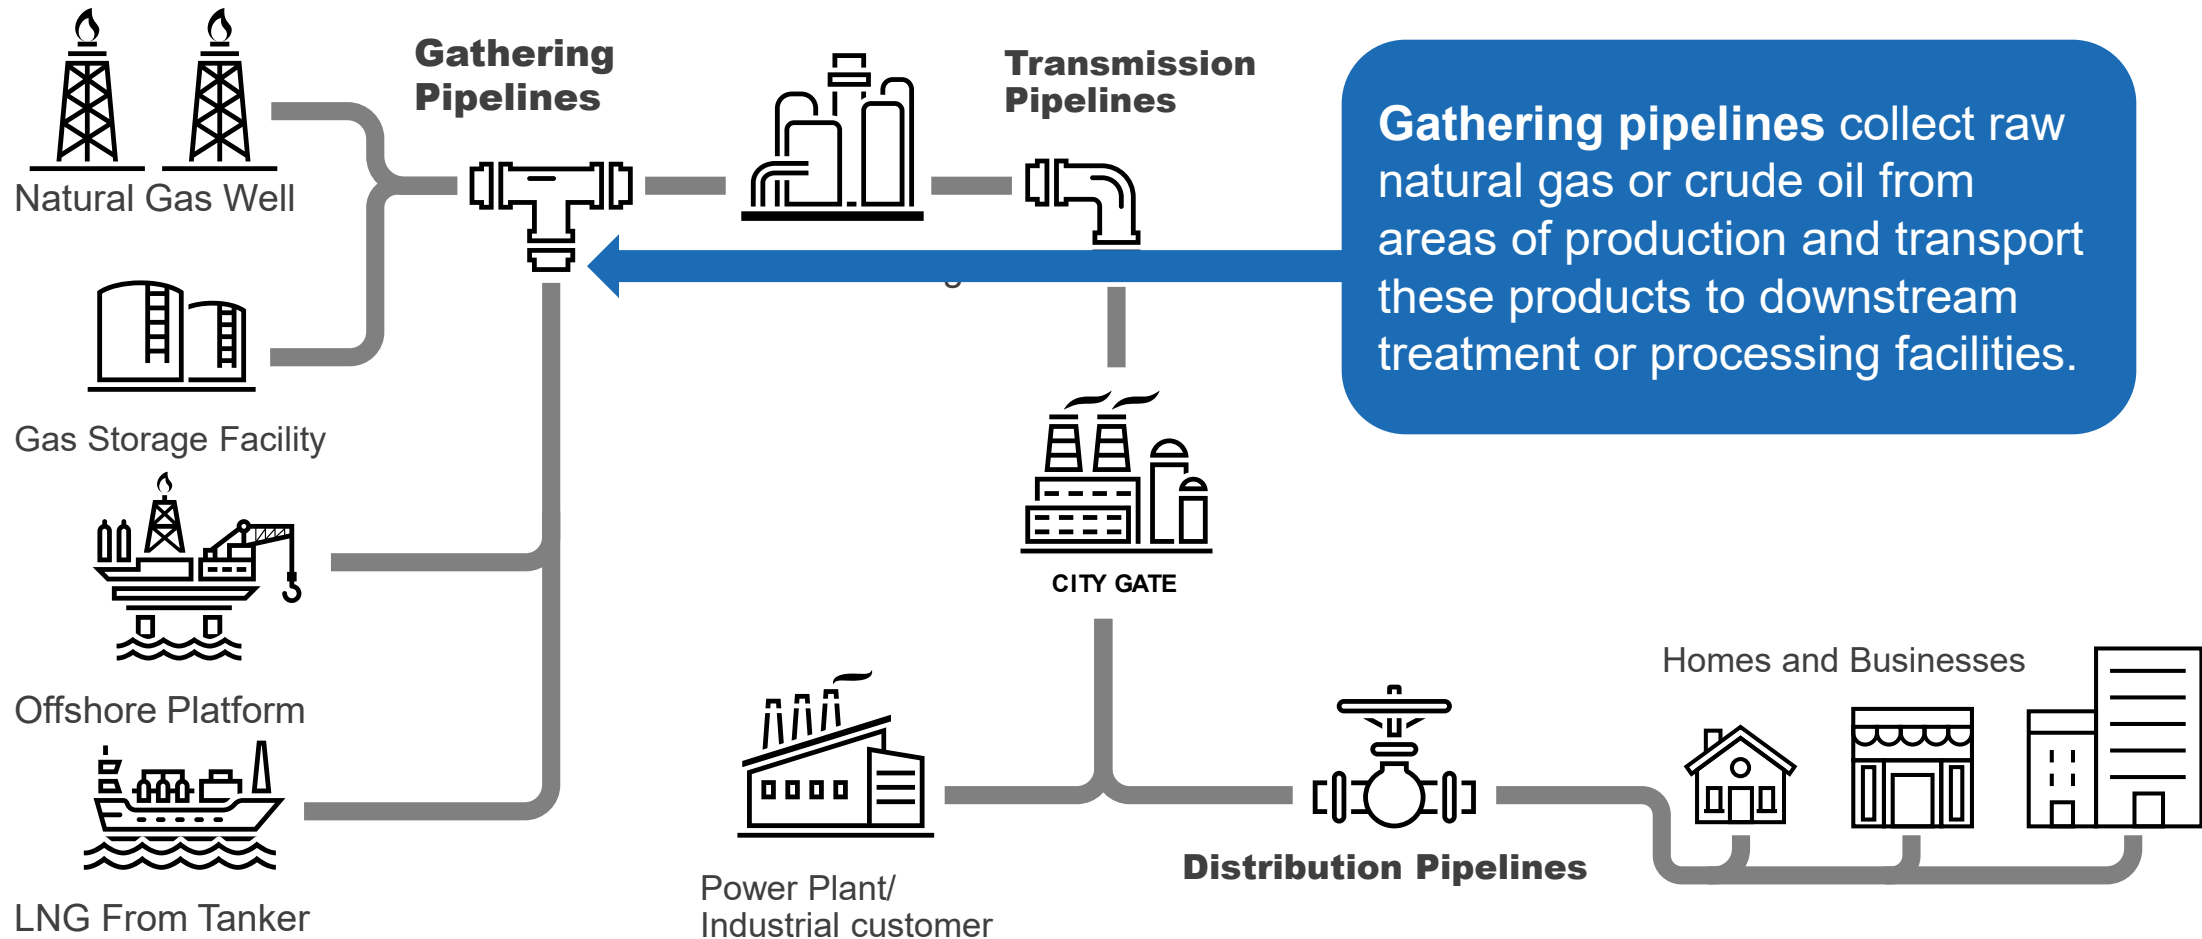 Gathering
Pipelines
Transmission
Pipelines
Gathering pipelines collect raw
natural gas or crude oil from
areas of production and transport
these products to downstream
treatment or processing facilities.
Natural Gas Well
Gas Storage Facility
CITY GATE
Offshore Platform
Homes and Businesses
Distribution Pipelines
Power Plant/
Industrial customer
LNG From Tanker